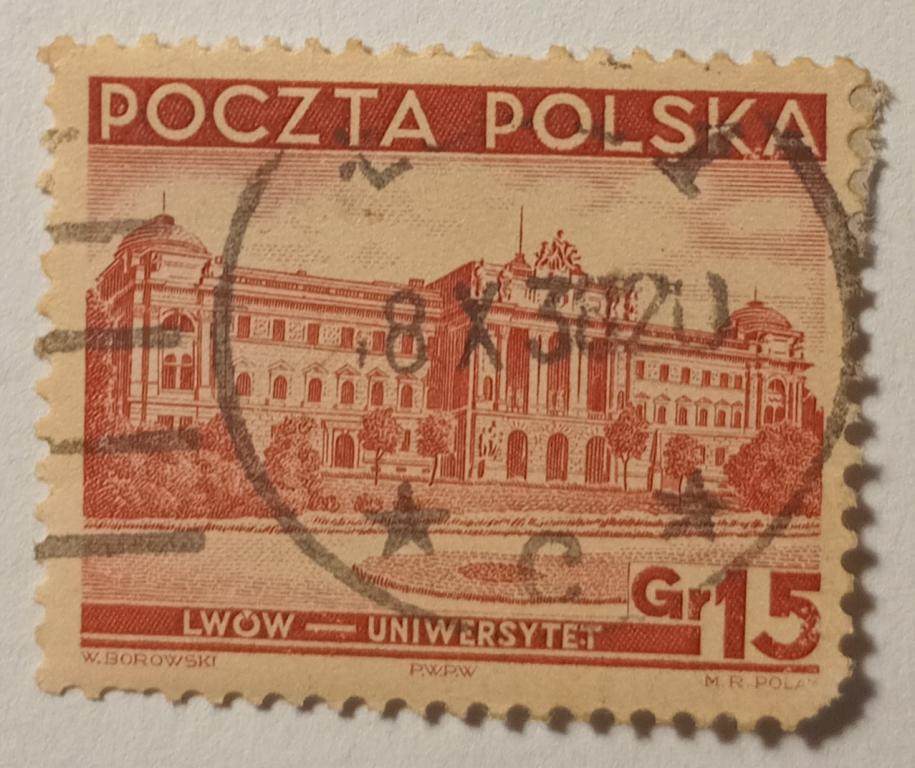 POCZTA POLSKA
Gr 15
LWÓW — UNIWERSYTET
W. BOROWSKI
P.W.P.W
M. R. POLAK
C